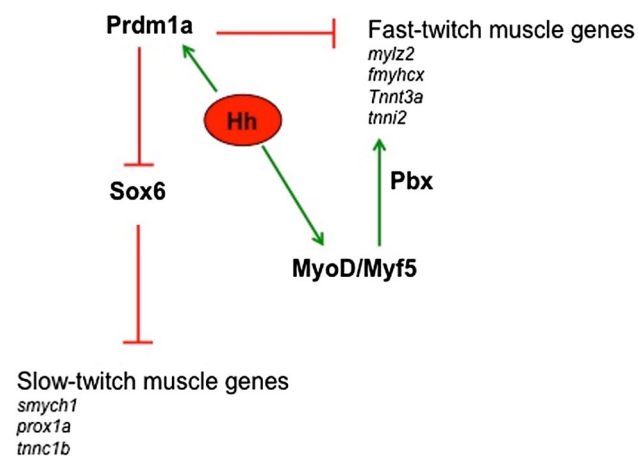 Prdm1a
Fast-twitch muscle genes
mylz2
fmyhcx
Tnnt3a
tnni2
Hh
Pbx
Sox6
MyoD/Myf5
Slow-twitch muscle genes
smych1
prox1a
tnnc1b